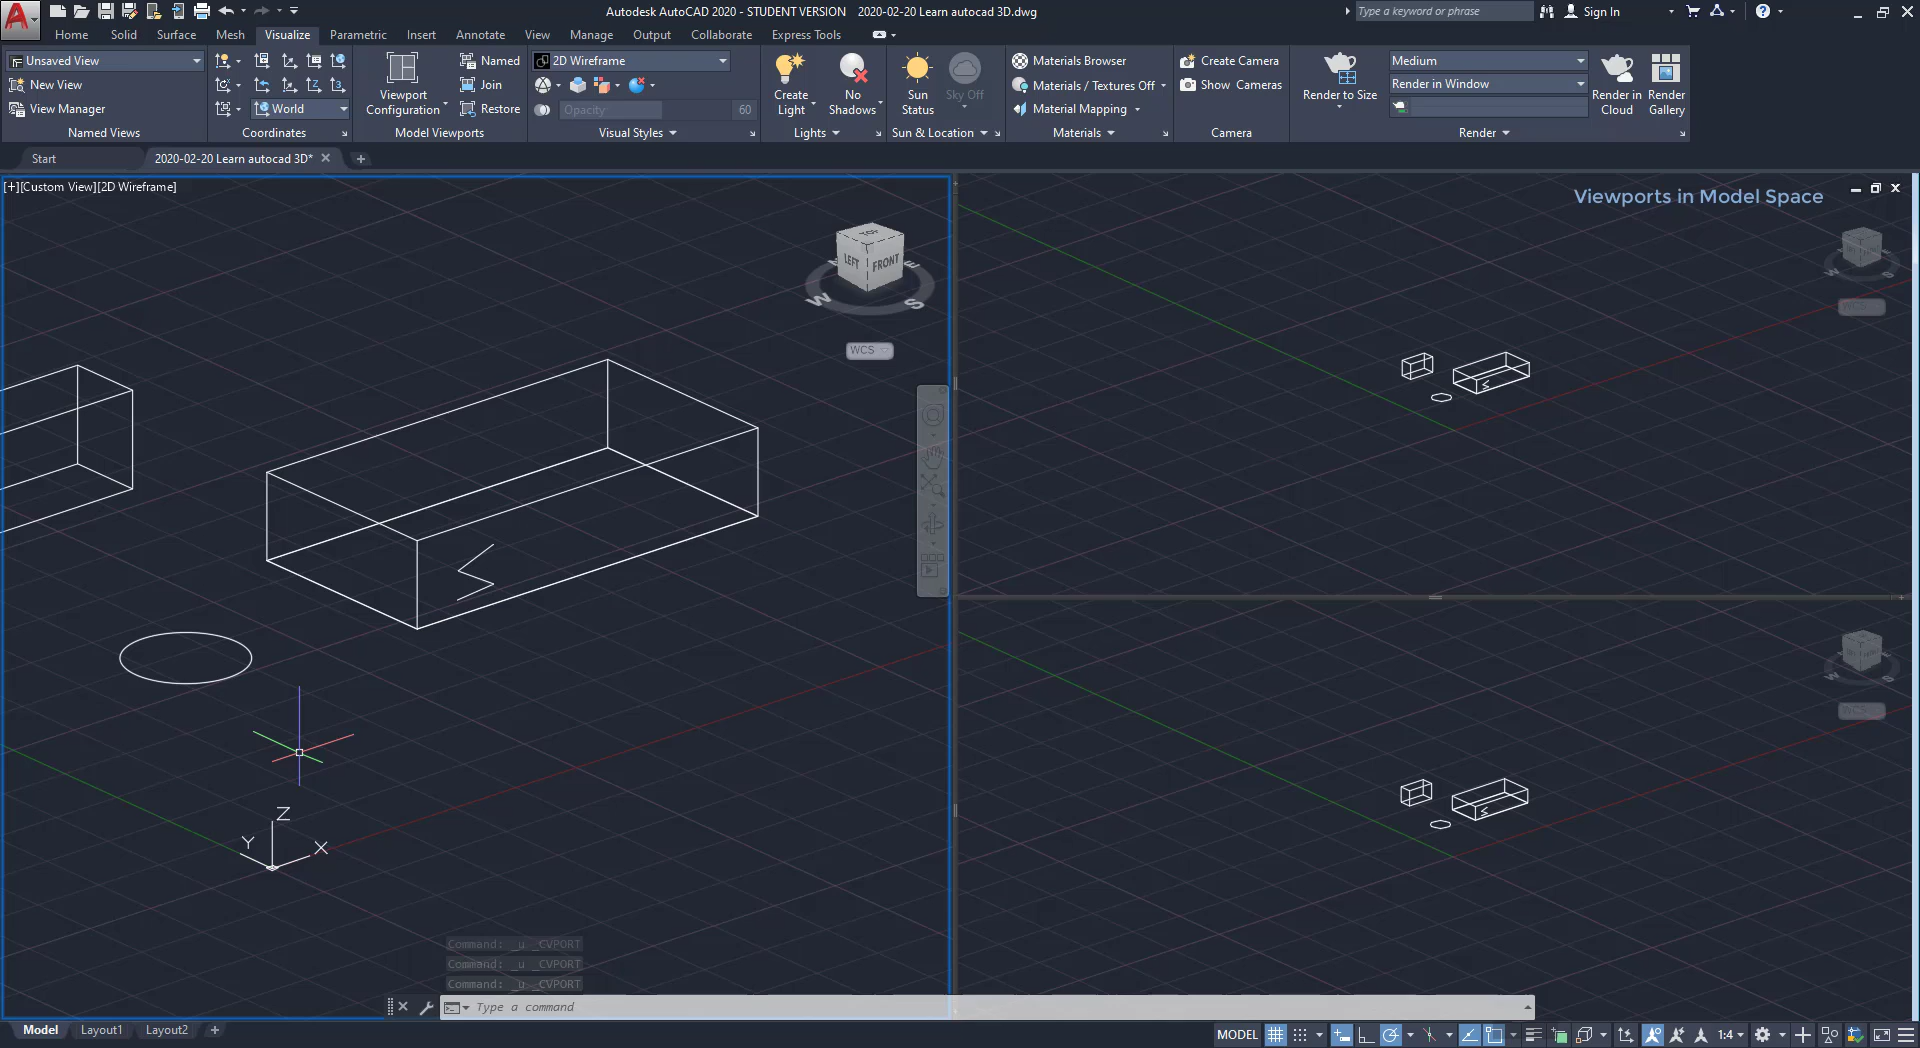 Autodesk AutoCAD 2020 - STUDENT VERSION 2020-02-20 Learn autocad 3D.dwg
Type a keyword or phrase
Sign In
Home Solid Surface Mesh Visualize Parametric Insert Annotate View Manage Output Collaborate Express Tools
Unsaved View
New View
View Manager
Named Views
World
Coordinates
Viewport
Configuration
Named
Join
Restore
Model Viewports
2D Wireframe
Opacity 60
Visual Styles
Create
Light
No
Shadows
Lights
Sun
Status
Sky Off
Sun & Location
Materials Browser
Materials / Textures Off
Material Mapping
Materials
Create Camera
Show Cameras
Camera
Render to Size
Medium
Render in Window
Render in
Cloud
Render
Gallery
Render
Start
2020-02-20 Learn autocad 3D*
[+][Custom View][2D Wireframe]
Viewports in Model Space
TOP
LEFT FRONT
W S E
WCS
W S
WCS
W S
WCS
Z
Y X
Command: _u _CVPORT
Command: _u _CVPORT
Command: _u _CVPORT
Type a command
Model Layout1 Layout2
MODEL
1:4